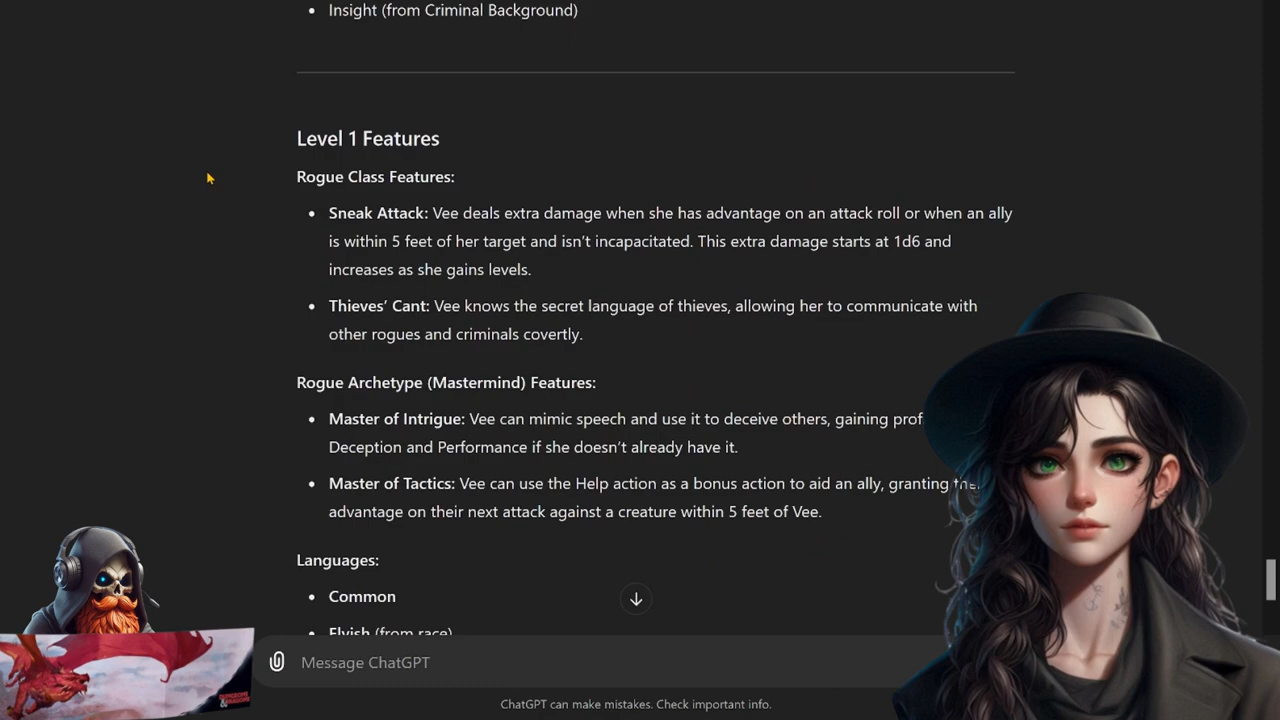 Insight (from Criminal Background)
Level 1 Features
Rogue Class Features:
Sneak Attack: Vee deals extra damage when she has advantage on an attack roll or when an ally
is within 5 feet of her target and isn’t incapacitated. This extra damage starts at 1d6 and
increases as she gains levels.
Thieves’ Cant: Vee knows the secret language of thieves, allowing her to communicate with
other rogues and criminals covertly.
Rogue Archetype (Mastermind) Features:
Master of Intrigue: Vee can mimic speech and use it to deceive others, gaining
Deception and Performance if she doesn’t already have it.
Master of Tactics: Vee can use the Help action as a bonus action to aid an ally, granting
advantage on their next attack against a creature within 5 feet of Vee.
Languages:
Common
Elvish (from race)
Message ChatGPT
DUNGEONS
& DRAGONS
ChatGPT can make mistakes. Check important info.